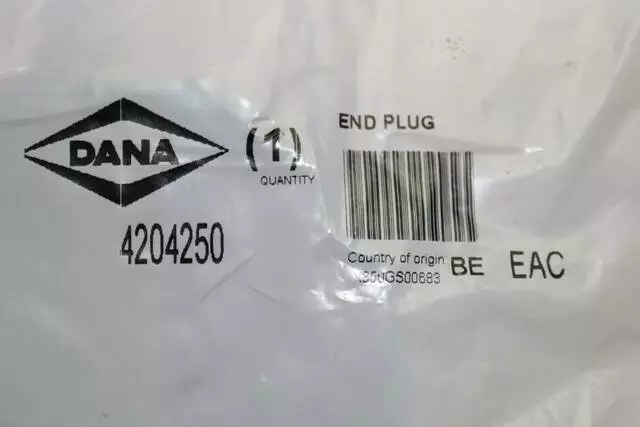 DANA
4204250
(1)
QUANTITY
END PLUG
Country of origin BE EAC